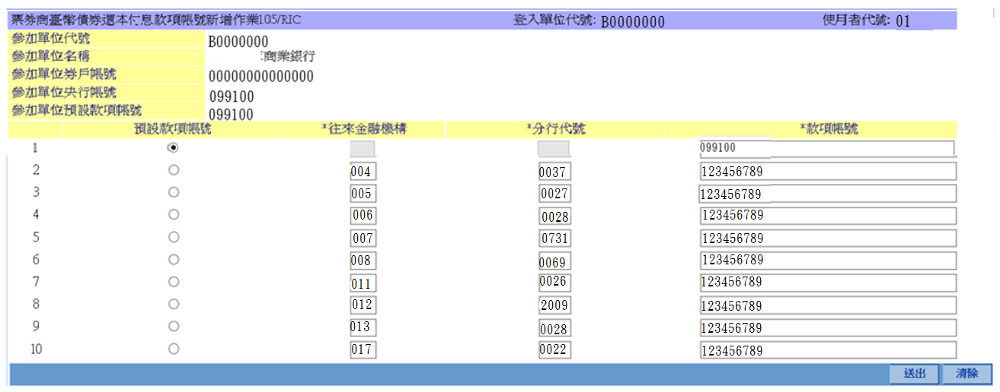 票券商臺幣債券還本付息款項帳號新增作業105/RIC 登入單位代號: B0000000 使用者代號: 01
參加單位代號 B0000000
參加單位名稱 商業銀行
參加單位券戶帳號 00000000000000
參加單位央行帳號 099100
參加單位預設款項帳號 099100
預設款項帳號 *往來金融機構 *分行代號 *款項帳號
1 099100
2 004 0037 123456789
3 005 0027 123456789
4 006 0028 123456789
5 007 0731 123456789
6 008 0069 123456789
7 011 0026 123456789
8 012 2009 123456789
9 013 0028 123456789
10 017 0022 123456789
送出 清除